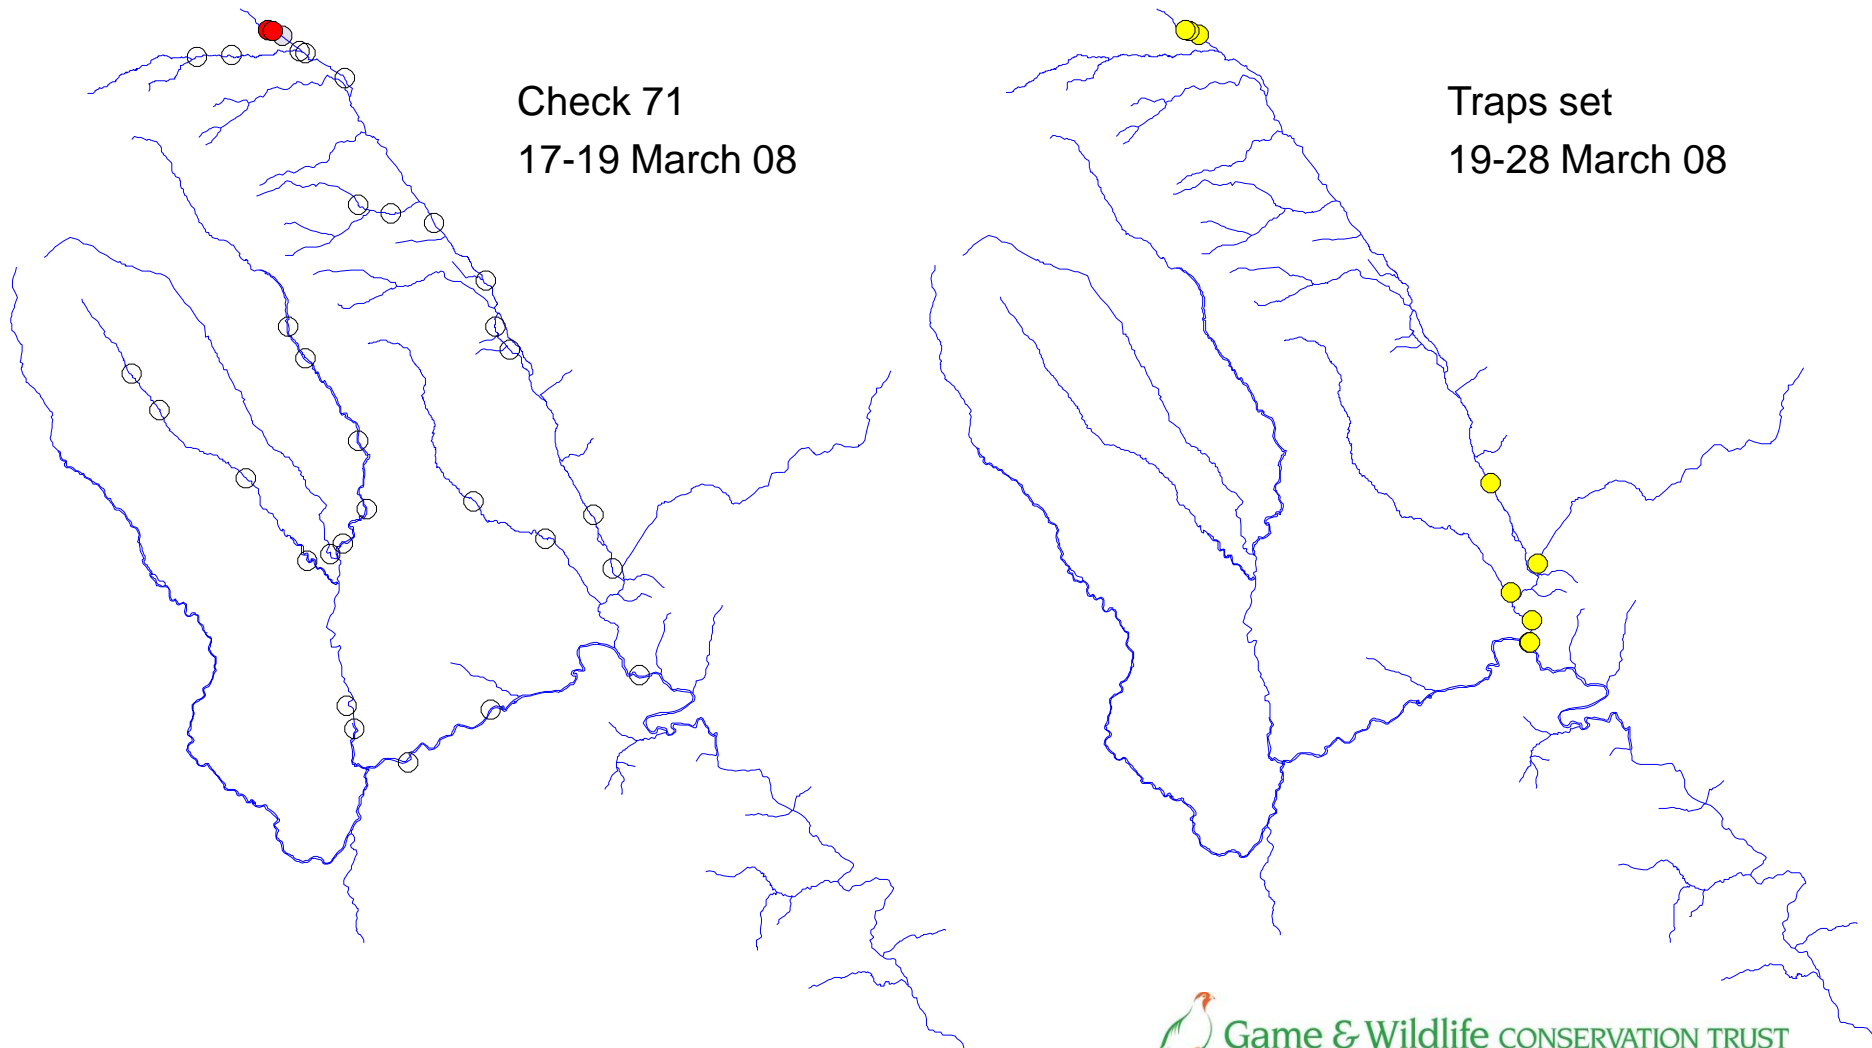 Check 71
17-19 March 08
Traps set
19-28 March 08
Game & Wildlife CONSERVATION TRUST